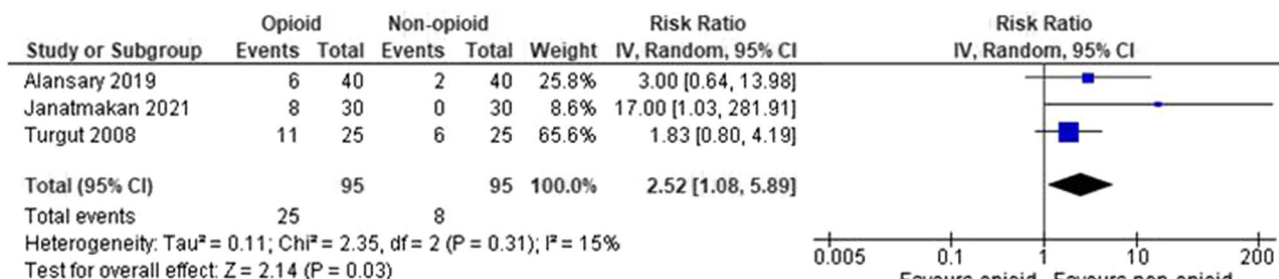 Opioid Non-opioid Risk Ratio Risk Ratio
Study or Subgroup Events Total Events Total Weight IV, Random, 95% CI IV, Random, 95% CI
Alansary 2019 6 40 2 40 25.8% 3.00 [0.64, 13.98]
Janatmakan 2021 8 30 0 30 8.6% 17.00 [1.03, 281.91]
Turgut 2008 11 25 6 25 65.6% 1.83 [0.80, 4.19]
Total (95% CI) 95 95 100.0% 2.52 [1.08, 5.89]
Total events 25 8
Heterogeneity: Tau² = 0.11; Chi² = 2.35, df = 2 (P = 0.31); I² = 15%
0.005 0.1 1 10 200
Test for overall effect: Z = 2.14 (P = 0.03)
Favours opioid Favours non-opioid